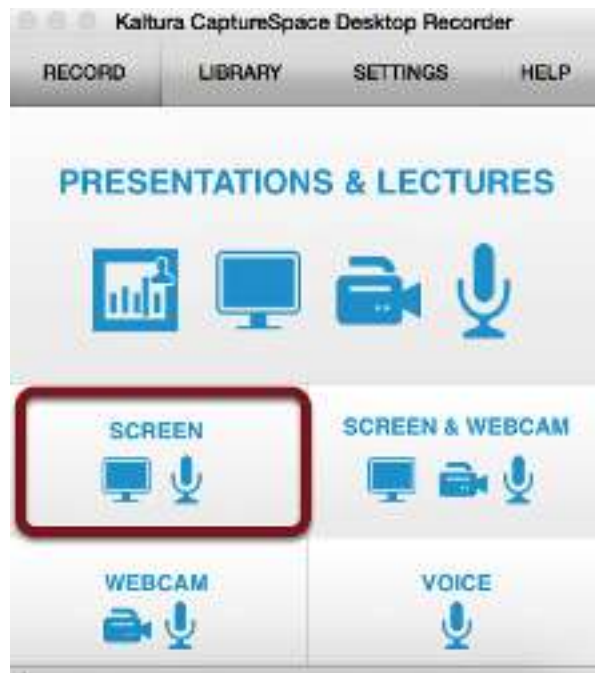 Kaltura CaptureSpace Desktop Recorder
RECORD LIBRARY SETTINGS HELP
PRESENTATIONS & LECTURES
SCREEN SCREEN & WEBCAM
WEBCAM VOICE